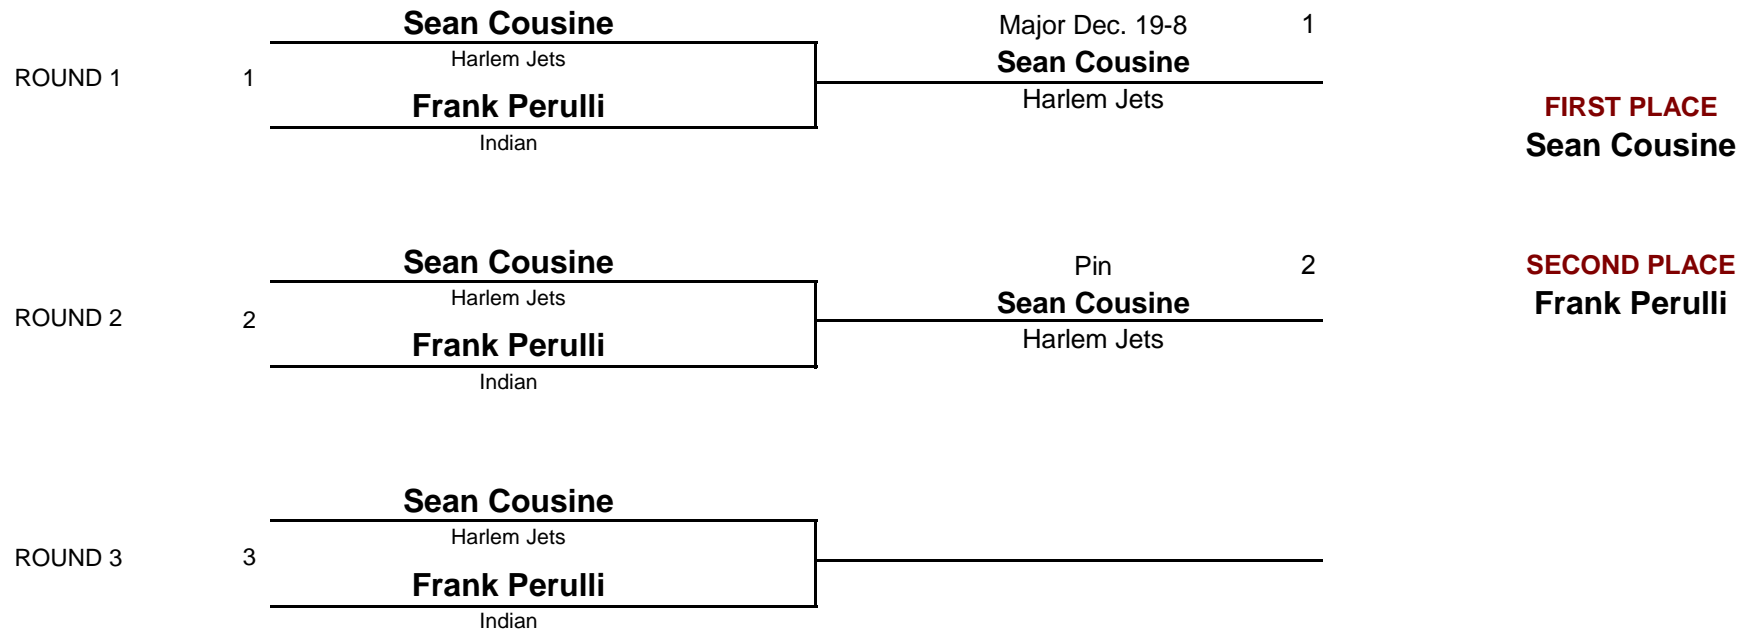 Sean Cousine
Harlem Jets
ROUND 1
1
Frank Perulli
Indian
Major Dec. 19-8
1
Sean Cousine
Harlem Jets
FIRST PLACE
Sean Cousine
Sean Cousine
Harlem Jets
ROUND 2
2
Frank Perulli
Indian
Pin
2
Sean Cousine
Harlem Jets
SECOND PLACE
Frank Perulli
Sean Cousine
Harlem Jets
ROUND 3
3
Frank Perulli
Indian